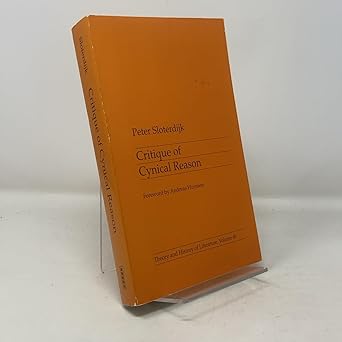 Sloterdijk
Critique of Cynical Reason
Peter Sloterdijk
Critique of
Cynical Reason
Foreword by Andreas Huyssen
Theory and History of Literature, Volume 40